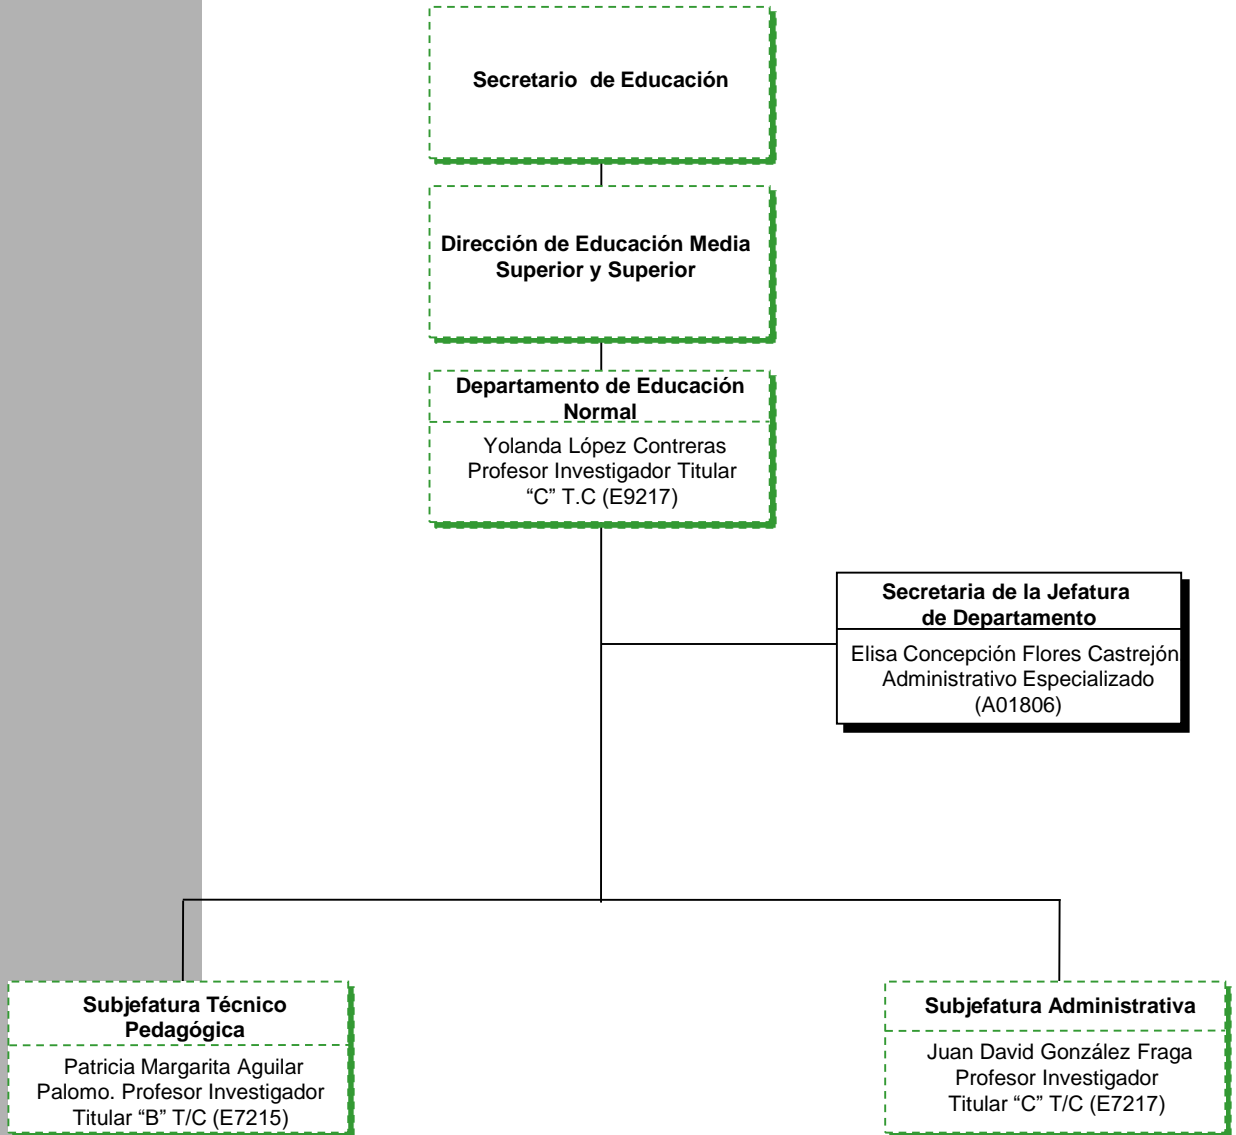 Secretario de Educación
Dirección de Educación Media
Superior y Superior
Departamento de Educación
Normal
Yolanda López Contreras
Profesor Investigador Titular
“C” T.C (E9217)
Secretaria de la Jefatura
de Departamento
Elisa Concepción Flores Castrejón
Administrativo Especializado
(A01806)
Subjefatura Técnico
Pedagógica
Patricia Margarita Aguilar
Palomo. Profesor Investigador
Titular “B” T/C (E7215)
Subjefatura Administrativa
Juan David González Fraga
Profesor Investigador
Titular “C” T/C (E7217)